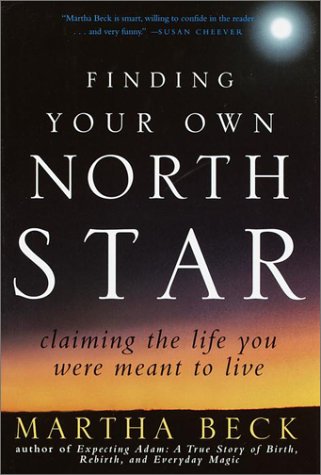 "Martha Beck is smart, willing to confide in the reader
. . . and very funny." —SUSAN CHEEVER
FINDING
YOUR OWN
NORTH
STAR
claiming the life you
were meant to live
MARTHA BECK
author of Expecting Adam: A True Story of Birth,
Rebirth, and Everyday Magic